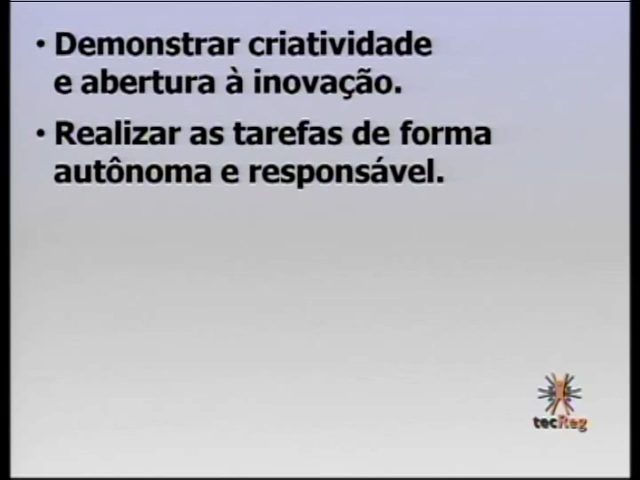 • Demonstrar criatividade
e abertura à inovação.
• Realizar as tarefas de forma
autônoma e responsável.
tecReg